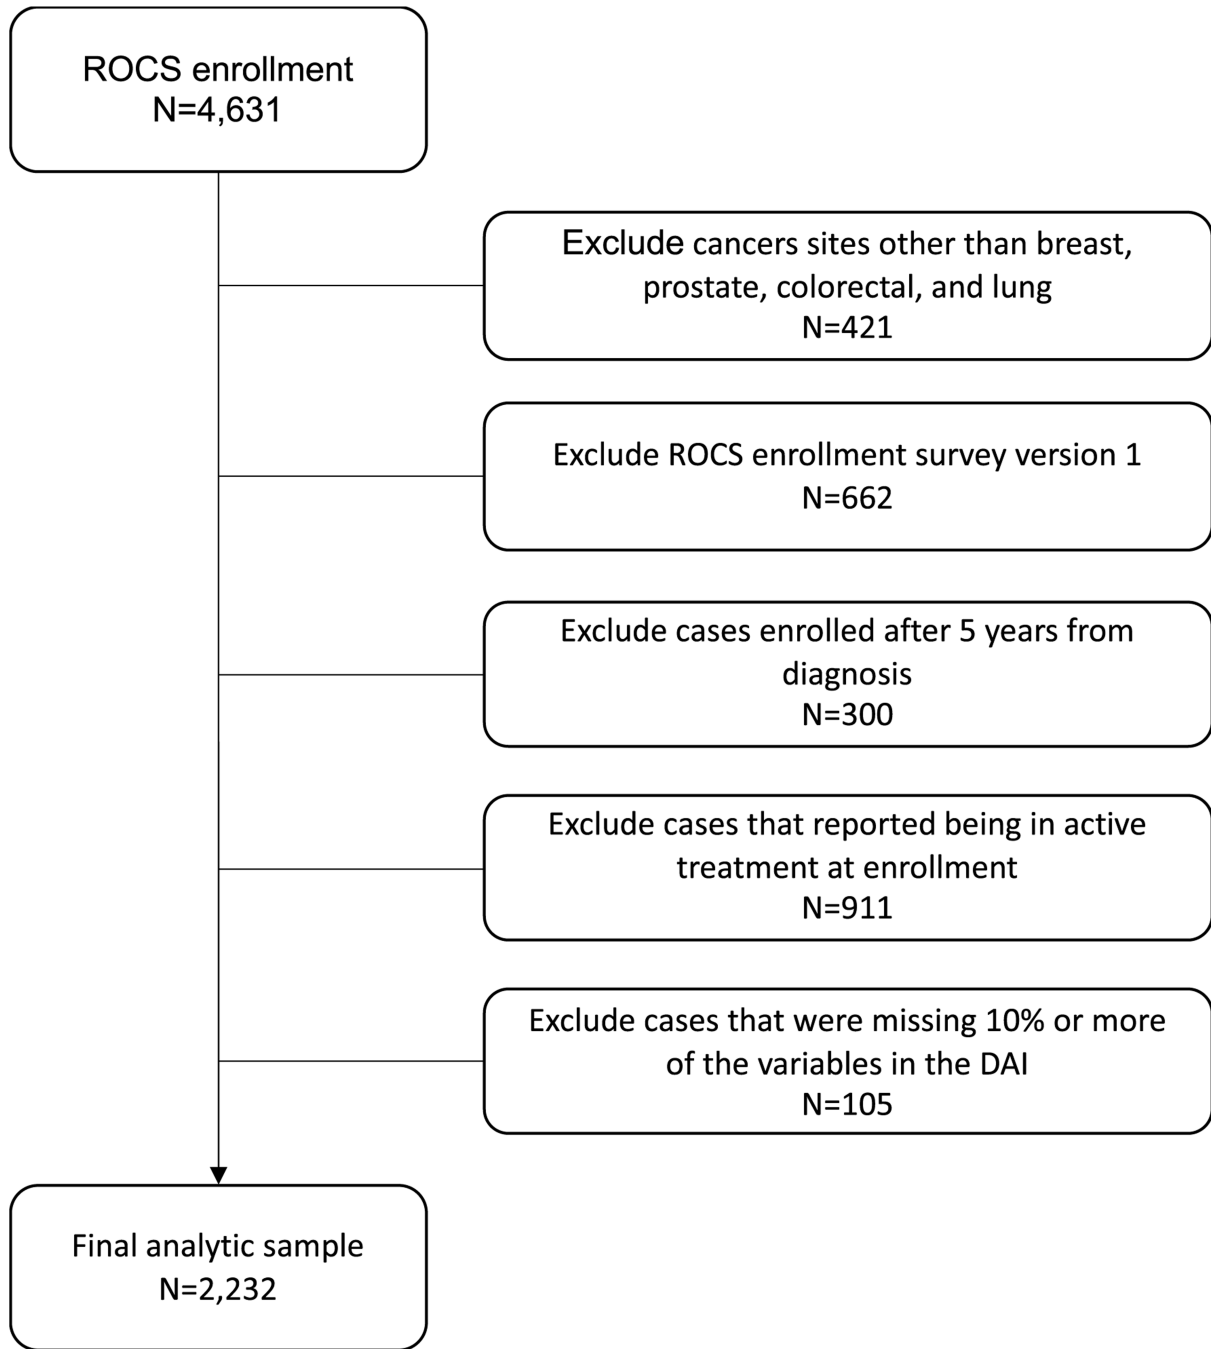 ROCS enrollment
N=4,631
Exclude cancers sites other than breast,
prostate, colorectal, and lung
N=421
Exclude ROCS enrollment survey version 1
N=662
Exclude cases enrolled after 5 years from
diagnosis
N=300
Exclude cases that reported being in active
treatment at enrollment
N=911
Exclude cases that were missing 10% or more
of the variables in the DAI
N=105
Final analytic sample
N=2,232